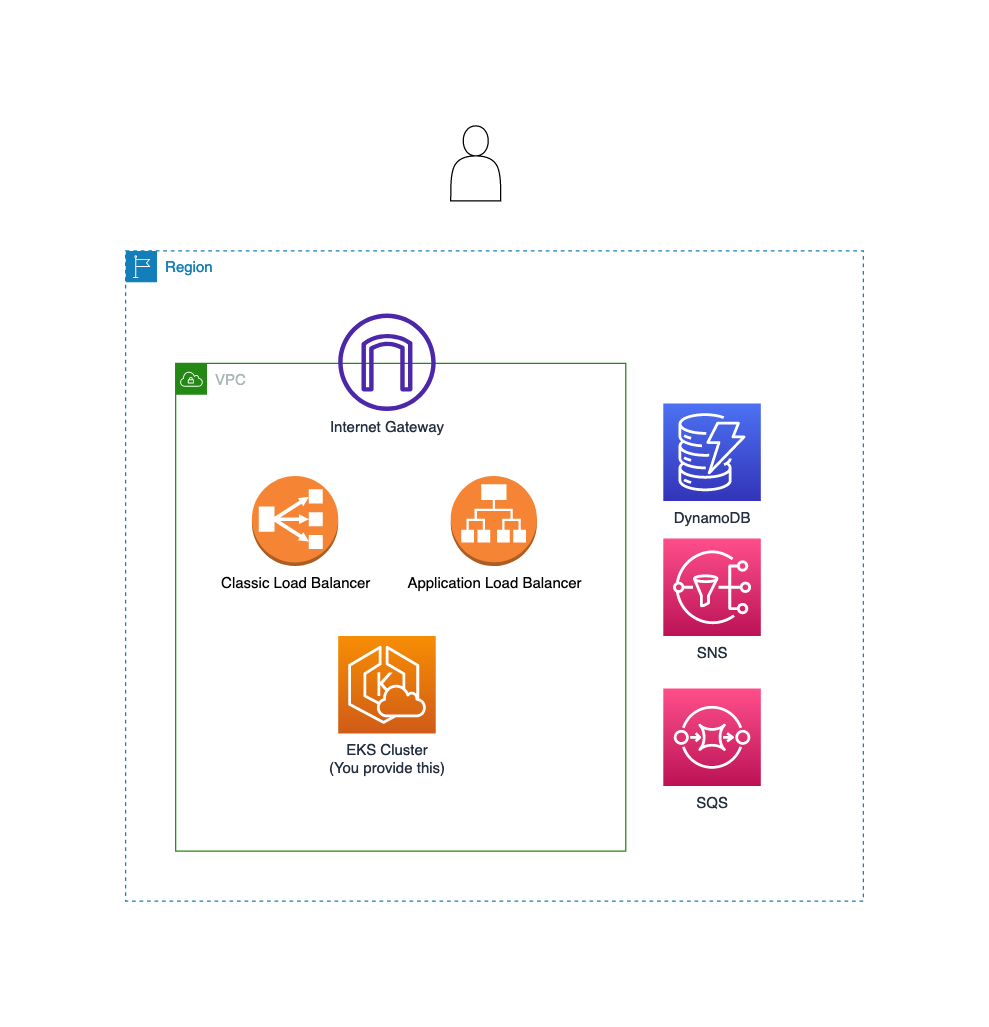 Region
VPC
Internet Gateway
Classic Load Balancer
Application Load Balancer
EKS Cluster
(You provide this)
DynamoDB
SNS
SQS